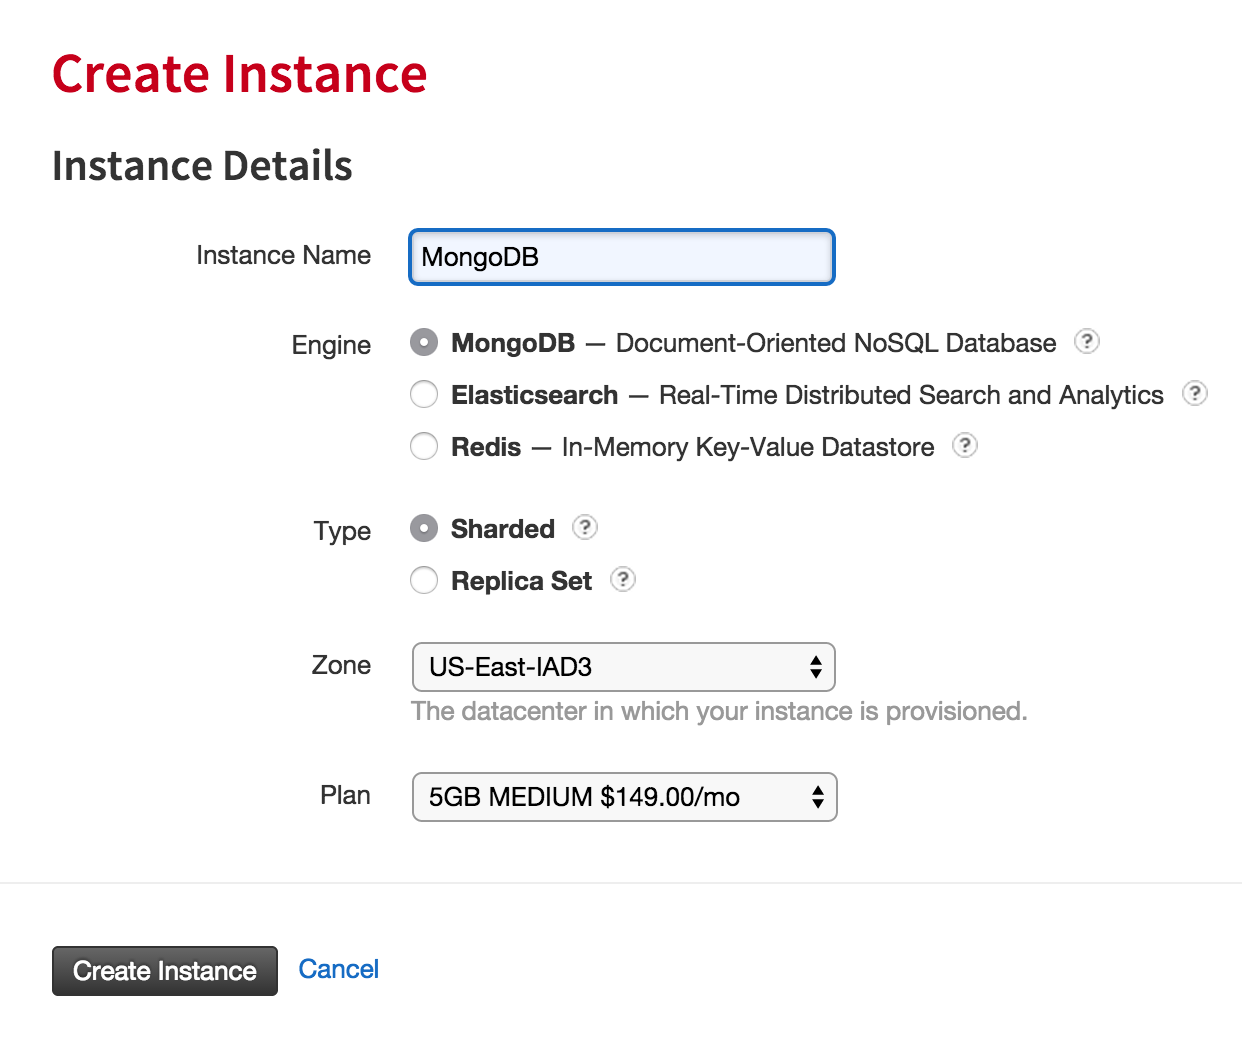 Create Instance
Instance Details
Instance Name MongoDB
Engine MongoDB — Document-Oriented NoSQL Database ?
Elasticsearch — Real-Time Distributed Search and Analytics ?
Redis — In-Memory Key-Value Datastore ?
Type Sharded ?
Replica Set ?
Zone US-East-IAD3
The datacenter in which your instance is provisioned.
Plan 5GB MEDIUM $149.00/mo
Create Instance Cancel